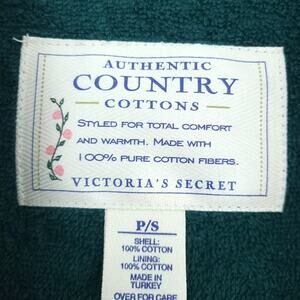 AUTHENTIC
COUNTRY
COTTONS
STYLED FOR TOTAL COMFORT
AND WARMTH. MADE WITH
100% PURE COTTON FIBERS.
VICTORIA'S SECRET
P/S
SHELL:
100% COTTON
LINING:
100% COTTON
MADE IN
TURKEY
OVER FOR CARE